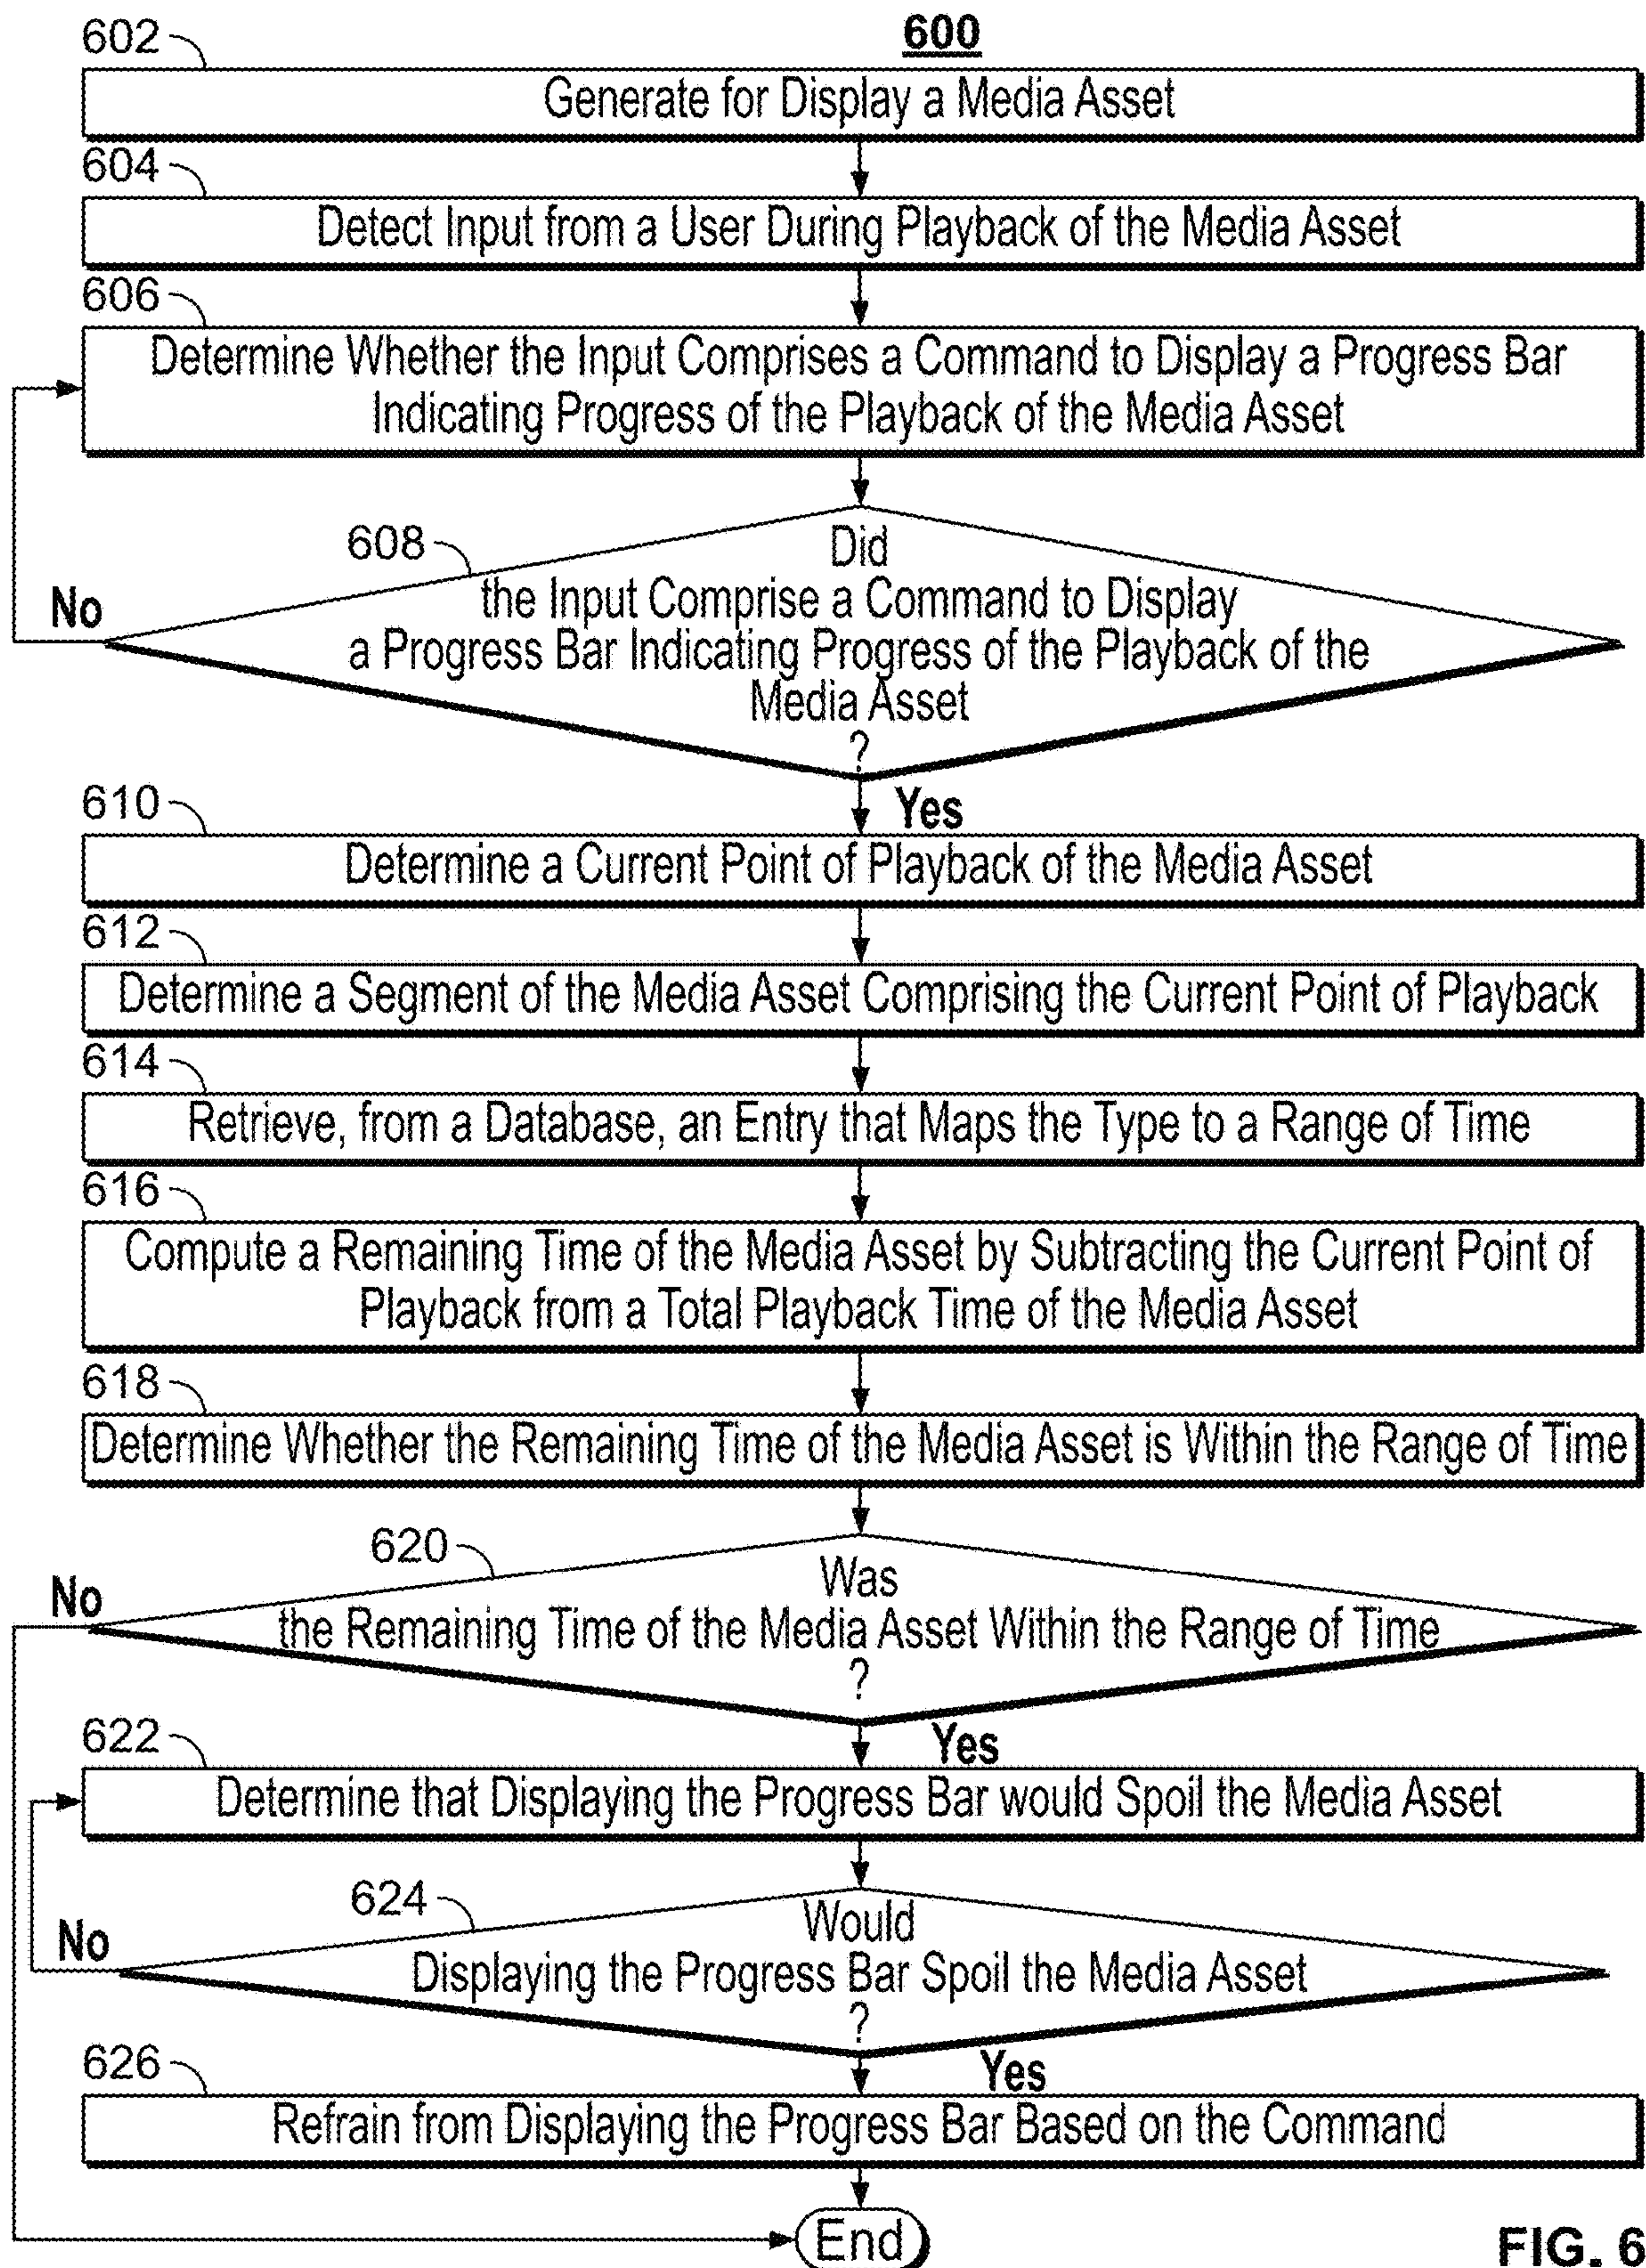 600
602
Generate for Display a Media Asset
604
Detect Input from a User During Playback of the Media Asset
606
Determine Whether the Input Comprises a Command to Display a Progress Bar
Indicating Progress of the Playback of the Media Asset
608
Did
the Input Comprise a Command to Display
a Progress Bar Indicating Progress of the Playback of the
Media Asset
?
No
Yes
610
Determine a Current Point of Playback of the Media Asset
612
Determine a Segment of the Media Asset Comprising the Current Point of Playback
614
Retrieve, from a Database, an Entry that Maps the Type to a Range of Time
616
Compute a Remaining Time of the Media Asset by Subtracting the Current Point of
Playback from a Total Playback Time of the Media Asset
618
Determine Whether the Remaining Time of the Media Asset is Within the Range of Time
620
Was
the Remaining Time of the Media Asset Within the Range of Time
?
No
Yes
622
Determine that Displaying the Progress Bar would Spoil the Media Asset
624
Would
Displaying the Progress Bar Spoil the Media Asset
?
No
Yes
626
Refrain from Displaying the Progress Bar Based on the Command
End
FIG. 6